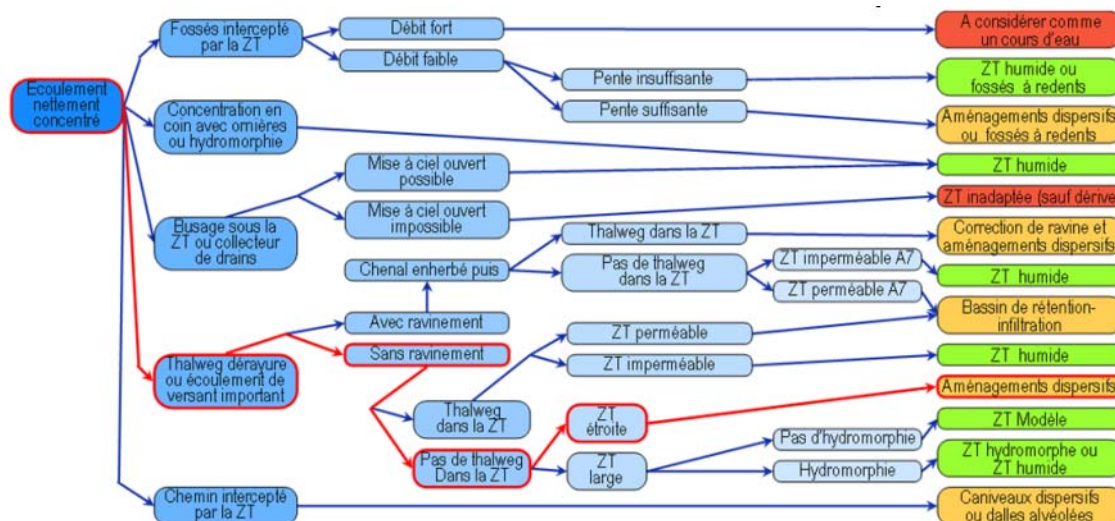 Fossés intercepté
par la ZT
Débit fort
A considérer comme
un cours d'eau
Débit faible
Ecoulement
nettement
concentré
Pente insuffisante
ZT humide ou
fossés à redents
Pente suffisante
Aménagements dispersifs
ou fossés à redents
Concentration en
coin avec ornières
ou hydromorphie
Mise à ciel ouvert
possible
ZT humide
Busage sous la
ZT ou collecteur
de drains
Mise à ciel ouvert
impossible
ZT inadaptée (sauf dérive
Chenal enherbé puis
Thalweg dans la ZT
Correction de ravine et
aménagements dispersifs
Pas de thalweg
dans la ZT
ZT imperméable A7
ZT humide
ZT perméable A7
Bassin de rétention-
infiltration
Thalweg dérayure
ou écoulement de
versant important
Avec ravinement
Sans ravinement
ZT perméable
ZT imperméable
ZT humide
Thalweg
dans la ZT
ZT
étroite
Aménagements dispersifs
Pas de thalweg
Dans la ZT
ZT
large
Pas d'hydromorphie
ZT Modèle
Hydromorphie
ZT hydromorphe ou
ZT humide
Chemin intercepté
par la ZT
Caniveaux dispersifs
ou dalles alvéolées